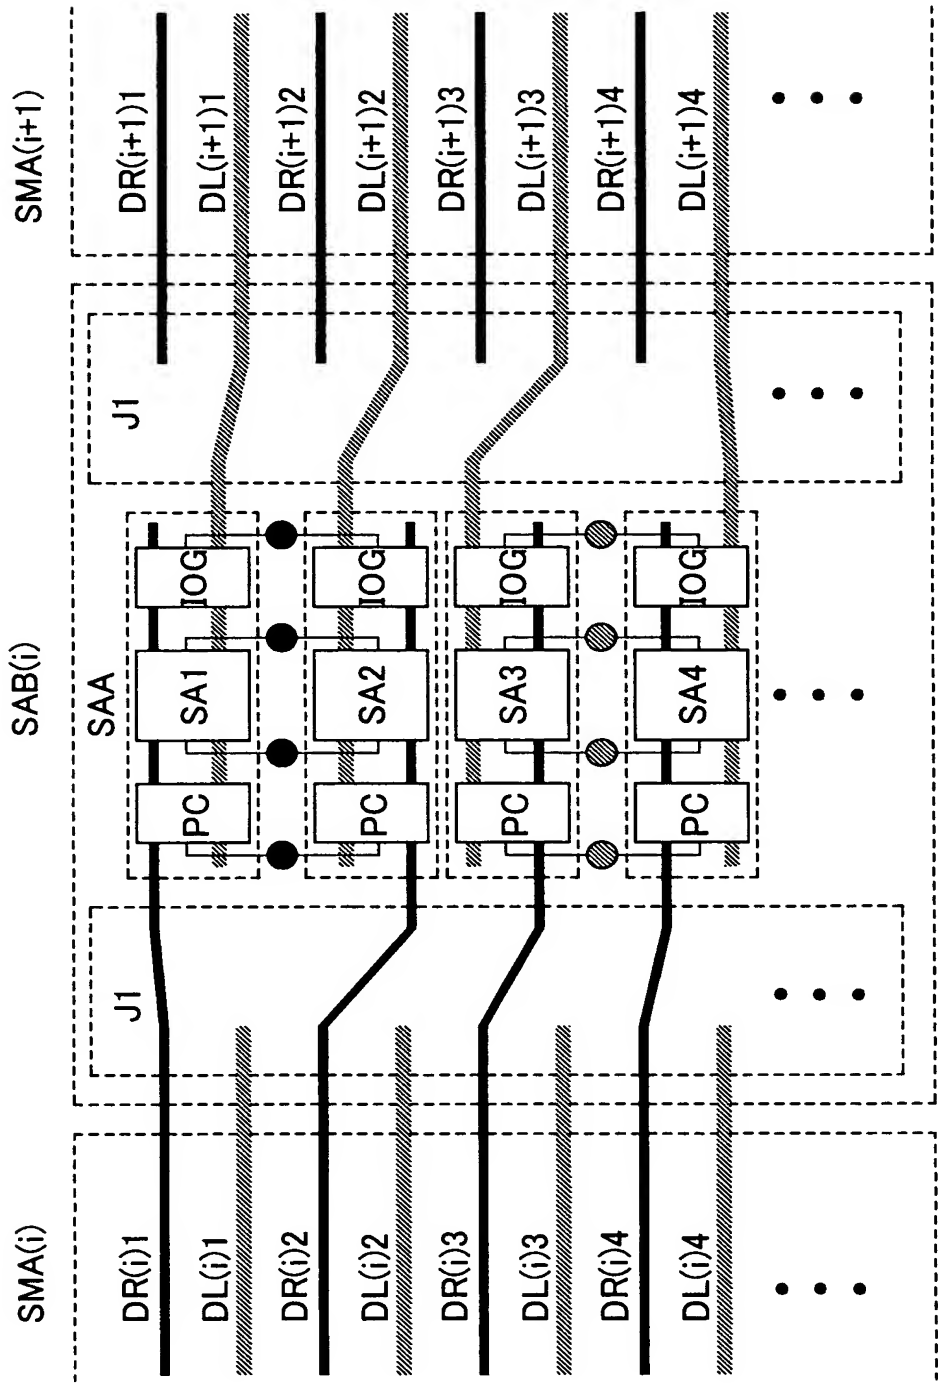 SMA(i)
SAB(i)
SMA(i+1)
DR(i)1
DL(i)1
DR(i)2
DL(i)2
DR(i)3
DL(i)3
DR(i)4
DL(i)4
J1
SAA
PC
SA1
IOG
PC
SA2
IOG
PC
SA3
IOG
PC
SA4
IOG
J1
DR(i+1)1
DL(i+1)1
DR(i+1)2
DL(i+1)2
DR(i+1)3
DL(i+1)3
DR(i+1)4
DL(i+1)4